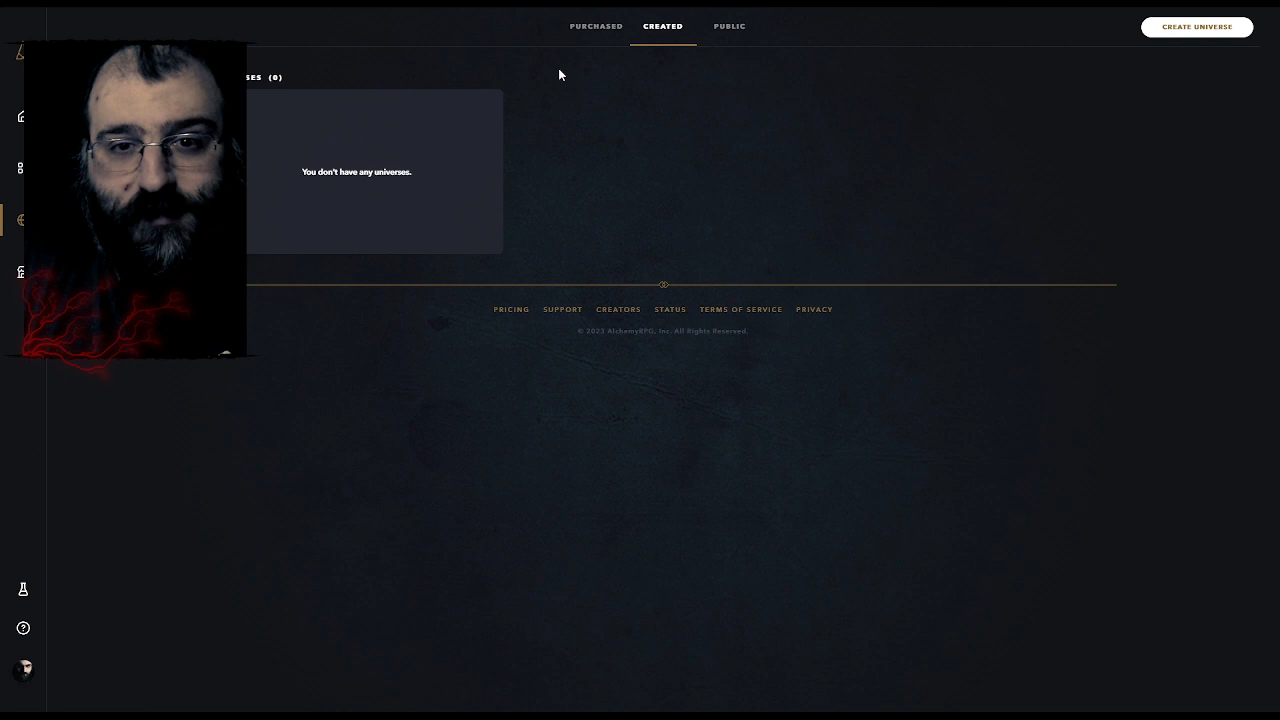 PURCHASED CREATED PUBLIC
CREATE UNIVERSE
SES (0)
You don't have any universes.
PRICING SUPPORT CREATORS STATUS TERMS OF SERVICE PRIVACY
© 2023 AlchemyRPG, Inc. All Rights Reserved.